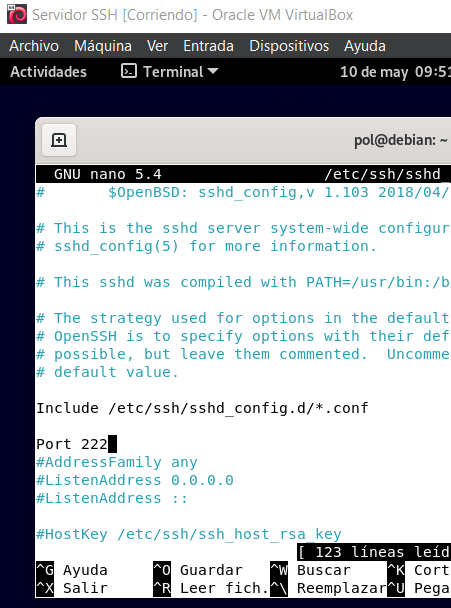 Servidor SSH [Corriendo] - Oracle VM VirtualBox
Archivo Máquina Ver Entrada Dispositivos Ayuda
Actividades Terminal 10 de may 09:51
pol@debian: ~
GNU nano 5.4 /etc/ssh/sshd
# $OpenBSD: sshd_config,v 1.103 2018/04/
# This is the sshd server system-wide configur
# sshd_config(5) for more information.
# This sshd was compiled with PATH=/usr/bin:/b
# The strategy used for options in the default
# OpenSSH is to specify options with their def
# possible, but leave them commented.  Uncomme
# default value.
Include /etc/ssh/sshd_config.d/*.conf
Port 222
#AddressFamily any
#ListenAddress 0.0.0.0
#ListenAddress ::
#HostKey /etc/ssh/ssh_host_rsa_key
[ 123 líneas leíd
^G Ayuda ^O Guardar ^W Buscar ^K Cort
^X Salir ^R Leer fich. ^\ Reemplazar ^U Pega